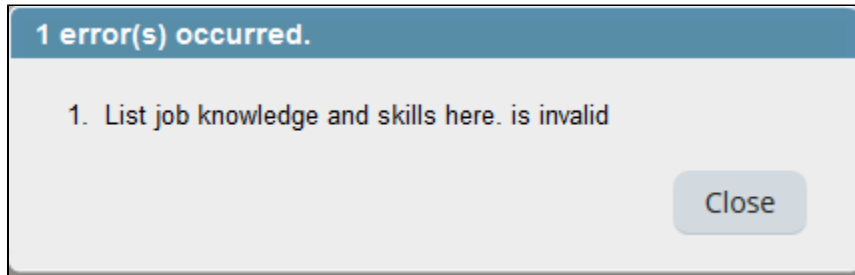 1 error(s) occurred.
1. List job knowledge and skills here. is invalid
Close